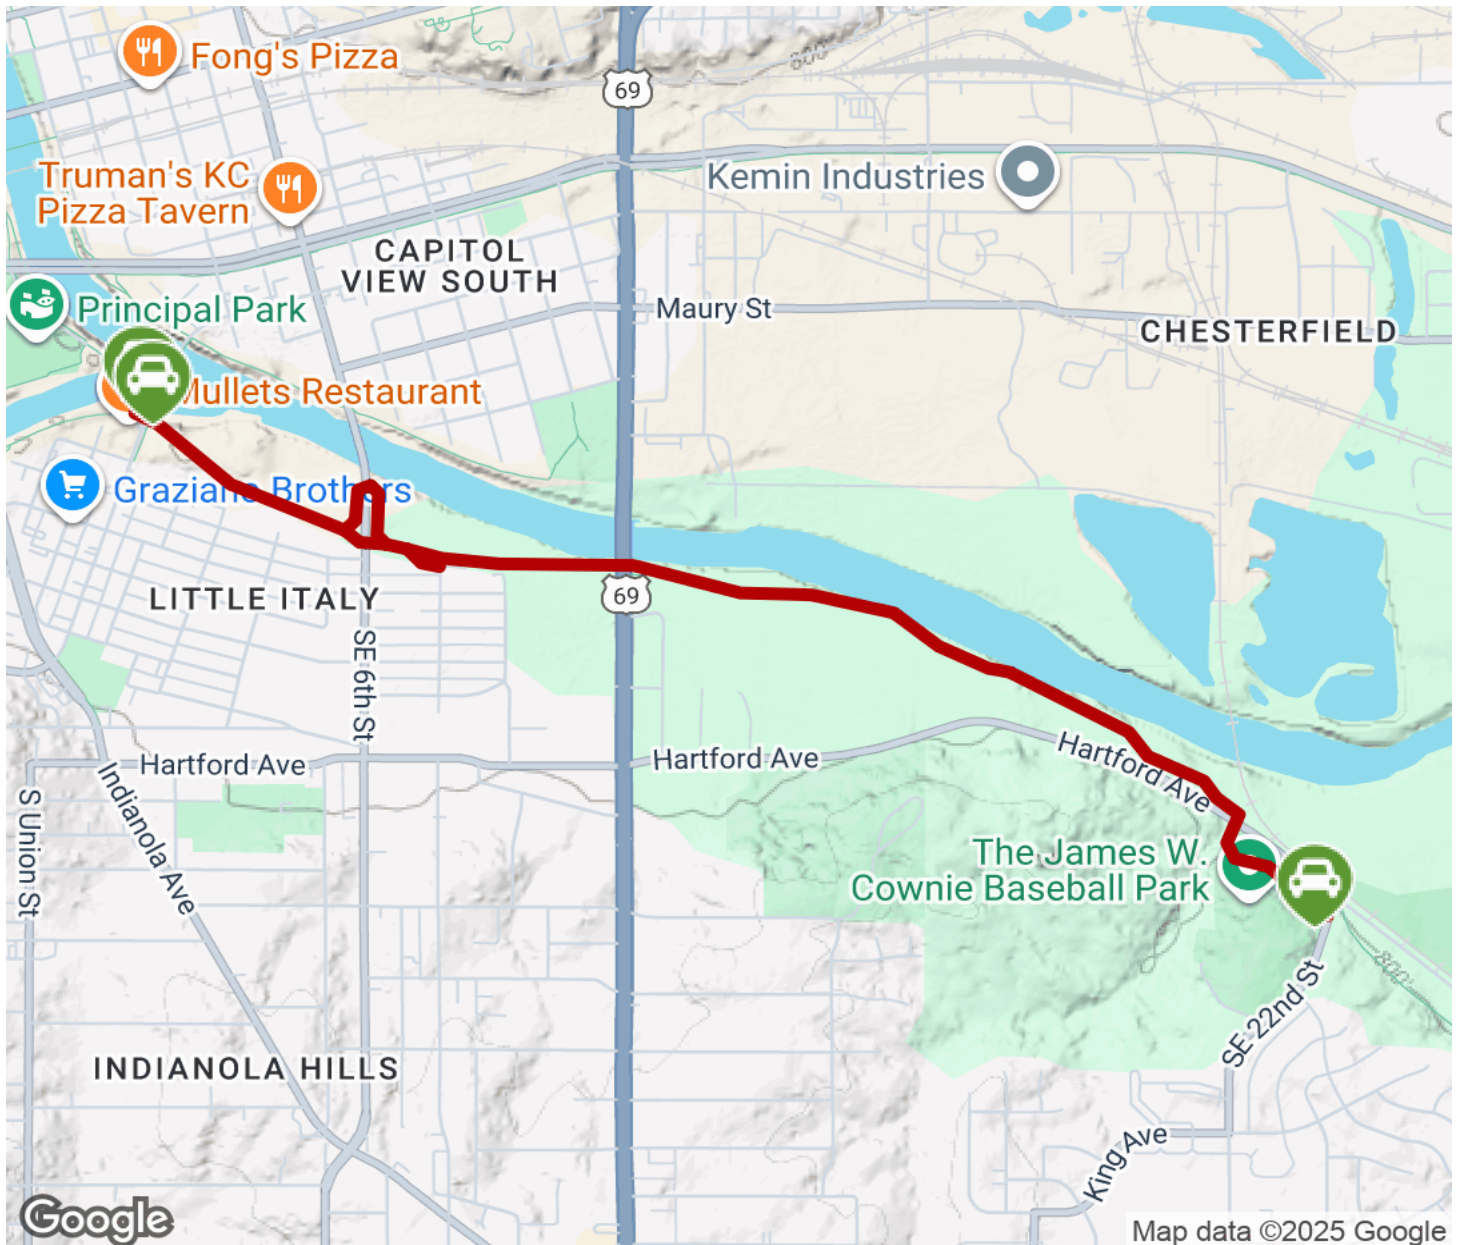 Fong's Pizza
800'
69
Truman's KC
Pizza Tavern
Kemin Industries
CAPITOL
VIEW SOUTH
Principal Park
Maury St
CHESTERFIELD
Mullets Restaurant
Graziano Brothers
LITTLE ITALY
69
SE 6th St
Hartford Ave
Hartford Ave
Hartford Ave
Indianola Ave
S Union St
The James W.
Cownie Baseball Park
800'
SE 22nd St
INDIANOLA HILLS
King Ave
Google
Map data ©2025 Google